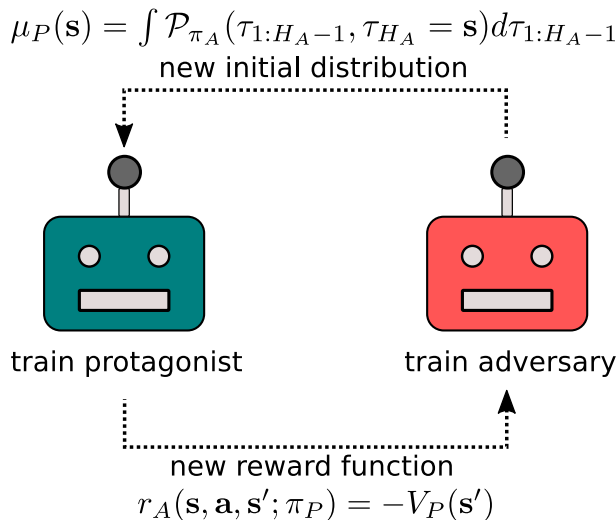 μ_P(𝐬) = ∫ 𝒫_{π_A}(τ_{1:H_A−1}, τ_{H_A} = 𝐬)dτ_{1:H_A−1}
new initial distribution
train protagonist
train adversary
new reward function
r_A(𝐬, 𝐚, 𝐬′; π_P) = −V_P(𝐬′)